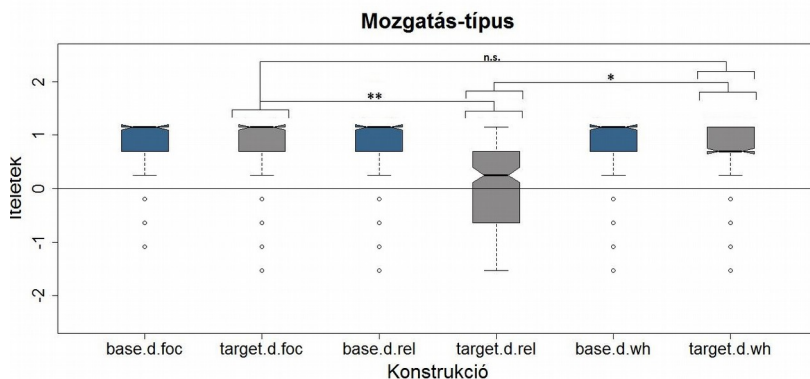 Mozgatás-típus
n.s.
**
*
Ítéletek
2
1
0
-1
-2
base.d.foc target.d.foc base.d.rel target.d.rel base.d.wh target.d.wh
Konstrukció